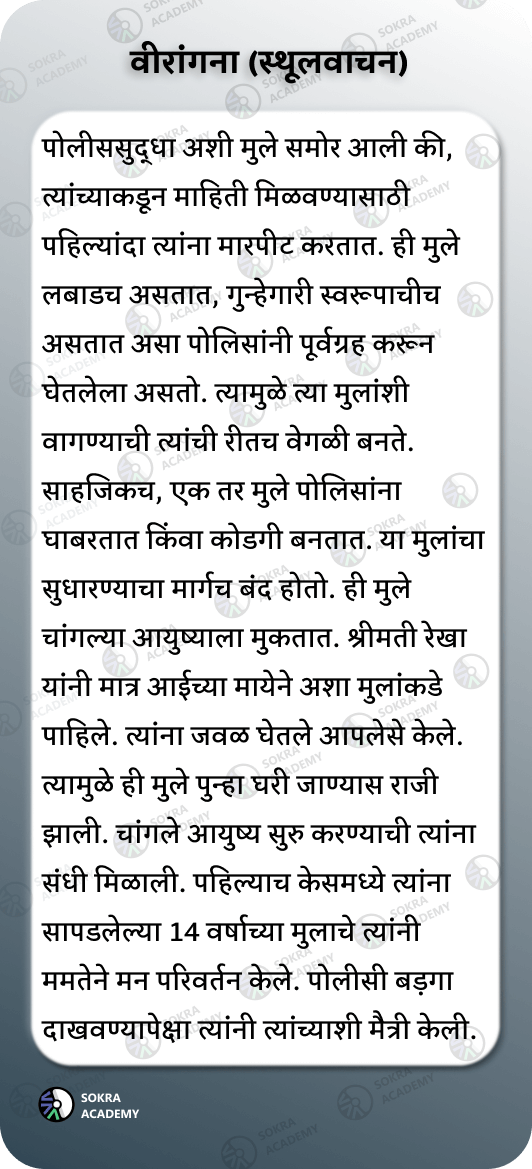 वीरांगना (स्थूलवाचन)
पोलीससुद्धा अशी मुले समोर आली की,
त्यांच्याकडून माहिती मिळवण्यासाठी
पहिल्यांदा त्यांना मारपीट करतात. ही मुले
लबाडच असतात, गुन्हेगारी स्वरूपाचीच
असतात असा पोलिसांनी पूर्वग्रह करून
घेतलेला असतो. त्यामुळे त्या मुलांशी
वागण्याची त्यांची रीतच वेगळी बनते.
साहजिकच, एक तर मुले पोलिसांना
घाबरतात किंवा कोडगी बनतात. या मुलांचा
सुधारण्याचा मार्गच बंद होतो. ही मुले
चांगल्या आयुष्याला मुकतात. श्रीमती रेखा
यांनी मात्र आईच्या मायेने अशा मुलांकडे
पाहिले. त्यांना जवळ घेतले आपलेसे केले.
त्यामुळे ही मुले पुन्हा घरी जाण्यास राजी
झाली. चांगले आयुष्य सुरु करण्याची त्यांना
संधी मिळाली. पहिल्याच केसमध्ये त्यांना
सापडलेल्या 14 वर्षाच्या मुलाचे त्यांनी
ममतेने मन परिवर्तन केले. पोलीसी बड़गा
दाखवण्यापेक्षा त्यांनी त्यांच्याशी मैत्री केली.
SOKRA
ACADEMY